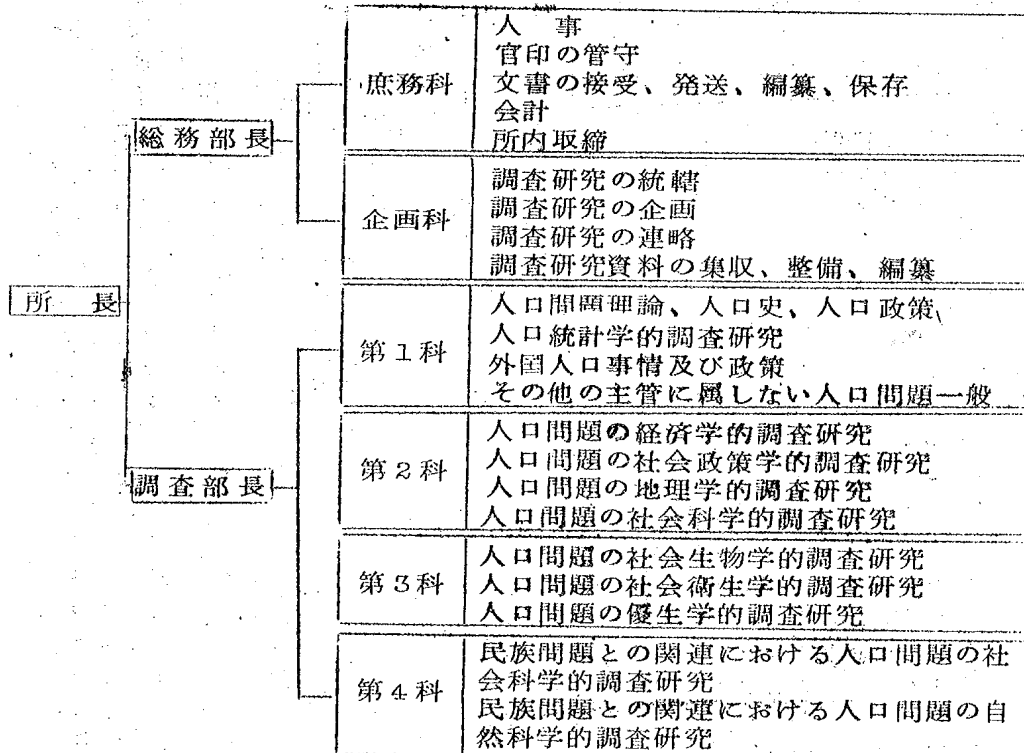 所 長
総務部長
庶務科
人 事
官印の管守
文書の接受、発送、編纂、保存
会計
所内取締
企画科
調査研究の統轄
調査研究の企画
調査研究の連略
調査研究資料の集収、整備、編纂
調査部長
第1科
人口問題理論、人口史、人口政策、
人口統計学的調査研究
外国人口事情及び政策
その他の主管に属しない人口問題一般
第2科
人口問題の経済学的調査研究
人口問題の社会政策学的調査研究
人口問題の地理学的調査研究
人口問題の社会科学的調査研究
第3科
人口問題の社会生物学的調査研究
人口問題の社会衛生学的調査研究
人口問題の優生学的調査研究
第4科
民族問題との関連における人口問題の社
会科学的調査研究
民族問題との関連における人口問題の自
然科学的調査研究